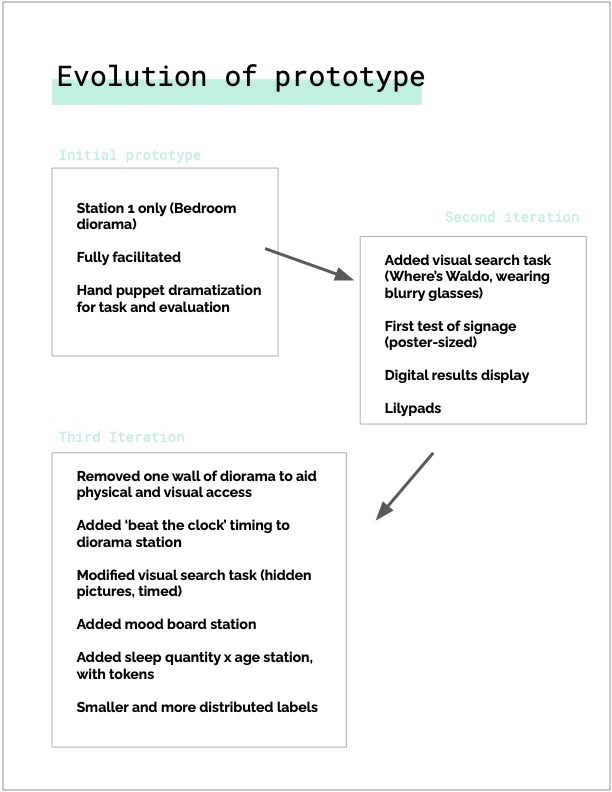 Evolution of prototype
Initial prototype
Station 1 only (Bedroom
diorama)
Fully facilitated
Hand puppet dramatization
for task and evaluation
Second iteration
Added visual search task
(Where's Waldo, wearing
blurry glasses)
First test of signage
(poster-sized)
Digital results display
Lilypads
Third Iteration
Removed one wall of diorama to aid
physical and visual access
Added ‘beat the clock’ timing to
diorama station
Modified visual search task (hidden
pictures, timed)
Added mood board station
Added sleep quantity x age station,
with tokens
Smaller and more distributed labels